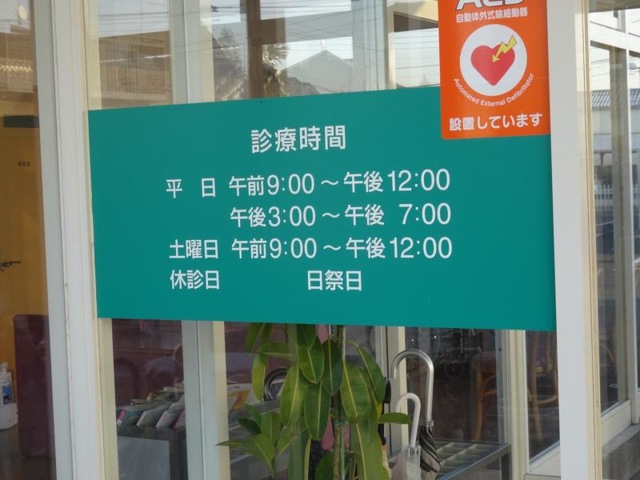 AED
自動体外式除細動器
Automated External Defibrillator
設置しています
診療時間
平 日 午前9:00～午後12:00
午後3:00～午後 7:00
土曜日 午前9:00～午後12:00
休診日 日祭日